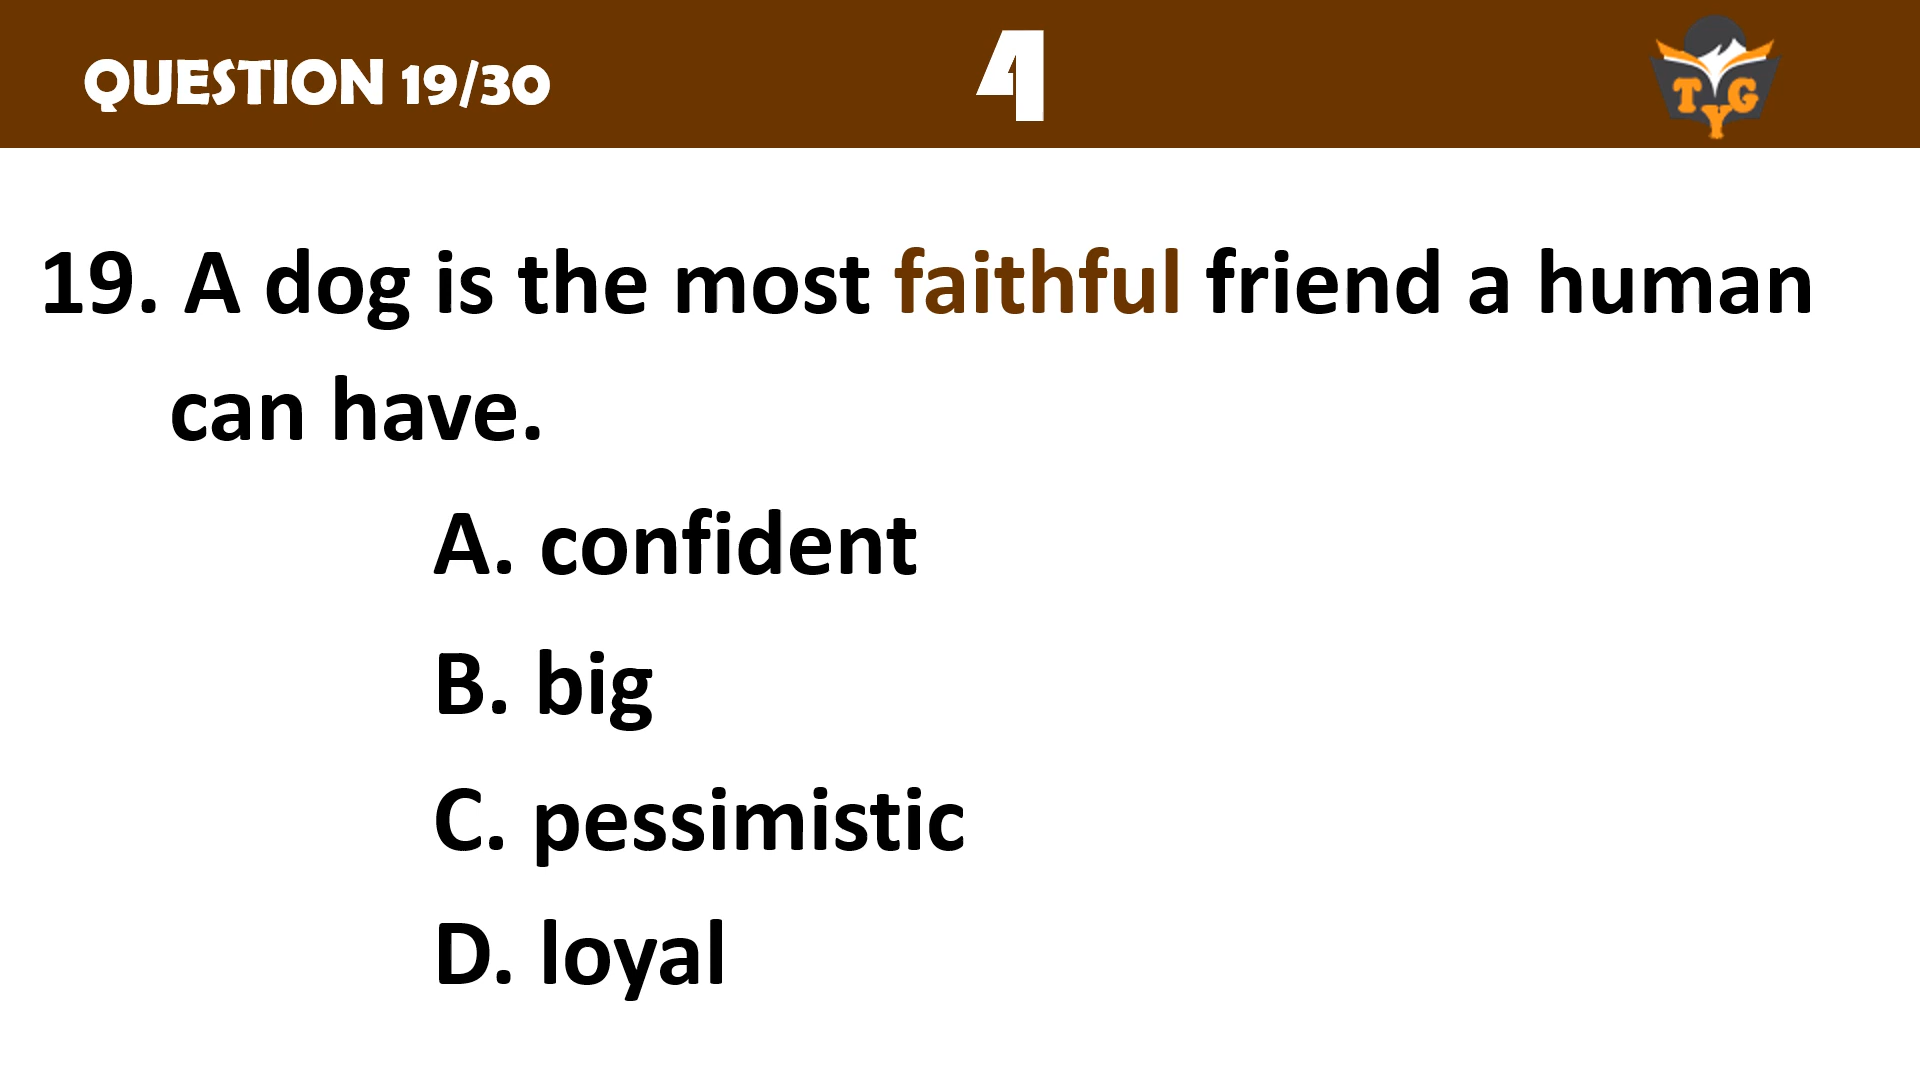 QUESTION 19/30
4
TYG
19. A dog is the most faithful friend a human
can have.
A. confident
B. big
C. pessimistic
D. loyal